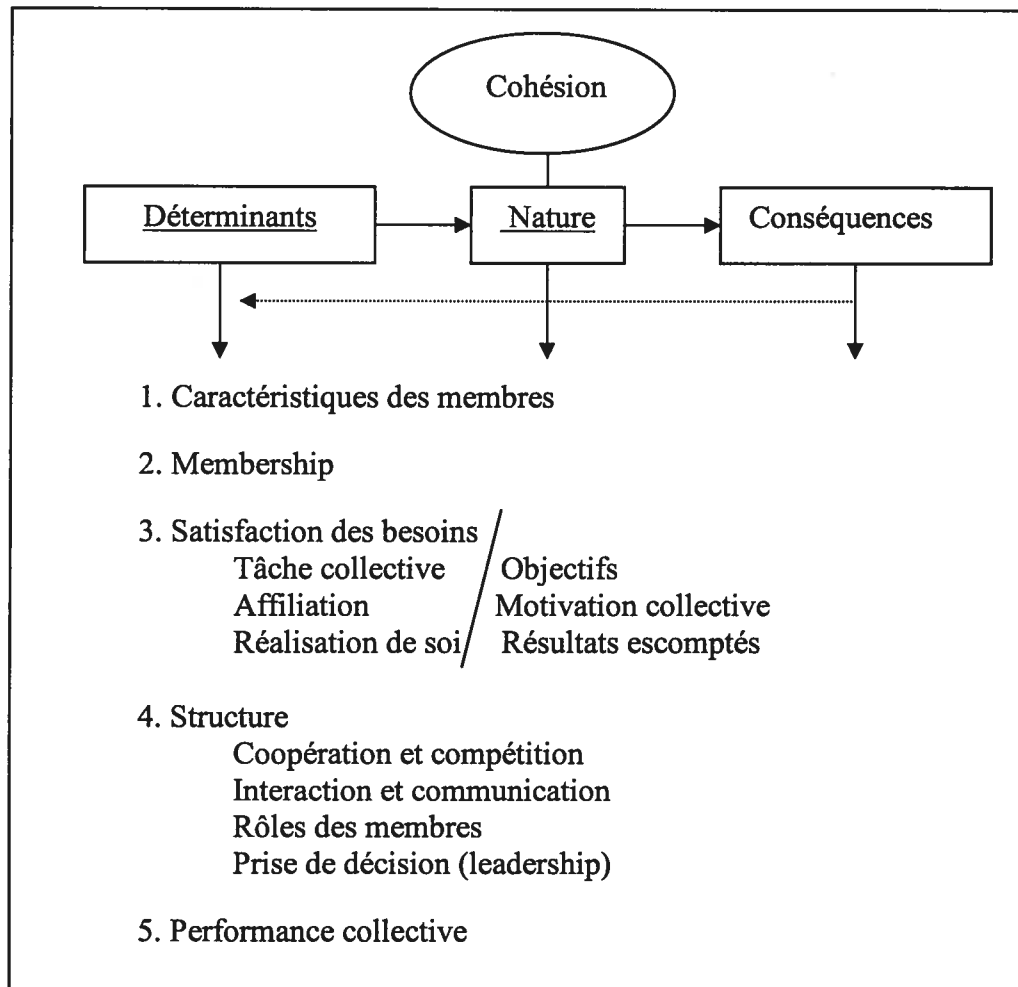 Cohésion
Déterminants
Nature
Conséquences
1. Caractéristiques des membres
2. Membership
3. Satisfaction des besoins
Tâche collective / Objectifs
Affiliation Motivation collective
Réalisation de soi Résultats escomptés
4. Structure
Coopération et compétition
Interaction et communication
Rôles des membres
Prise de décision (leadership)
5. Performance collective